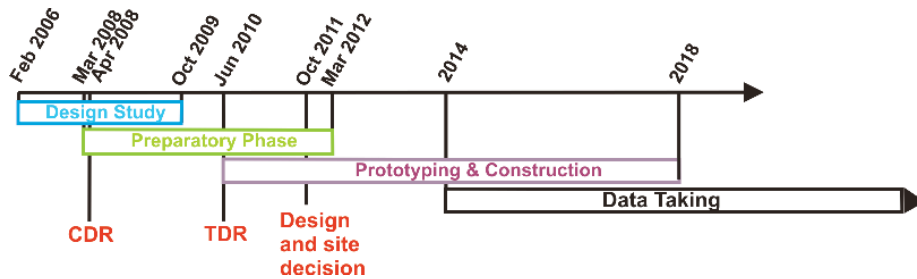 Feb 2006
Mar 2008
Apr 2008
Oct 2009
Jun 2010
Oct 2011
Mar 2012
2014
2018
Design Study
Preparatory Phase
Prototyping & Construction
Data Taking
CDR
TDR
Design
and site
decision